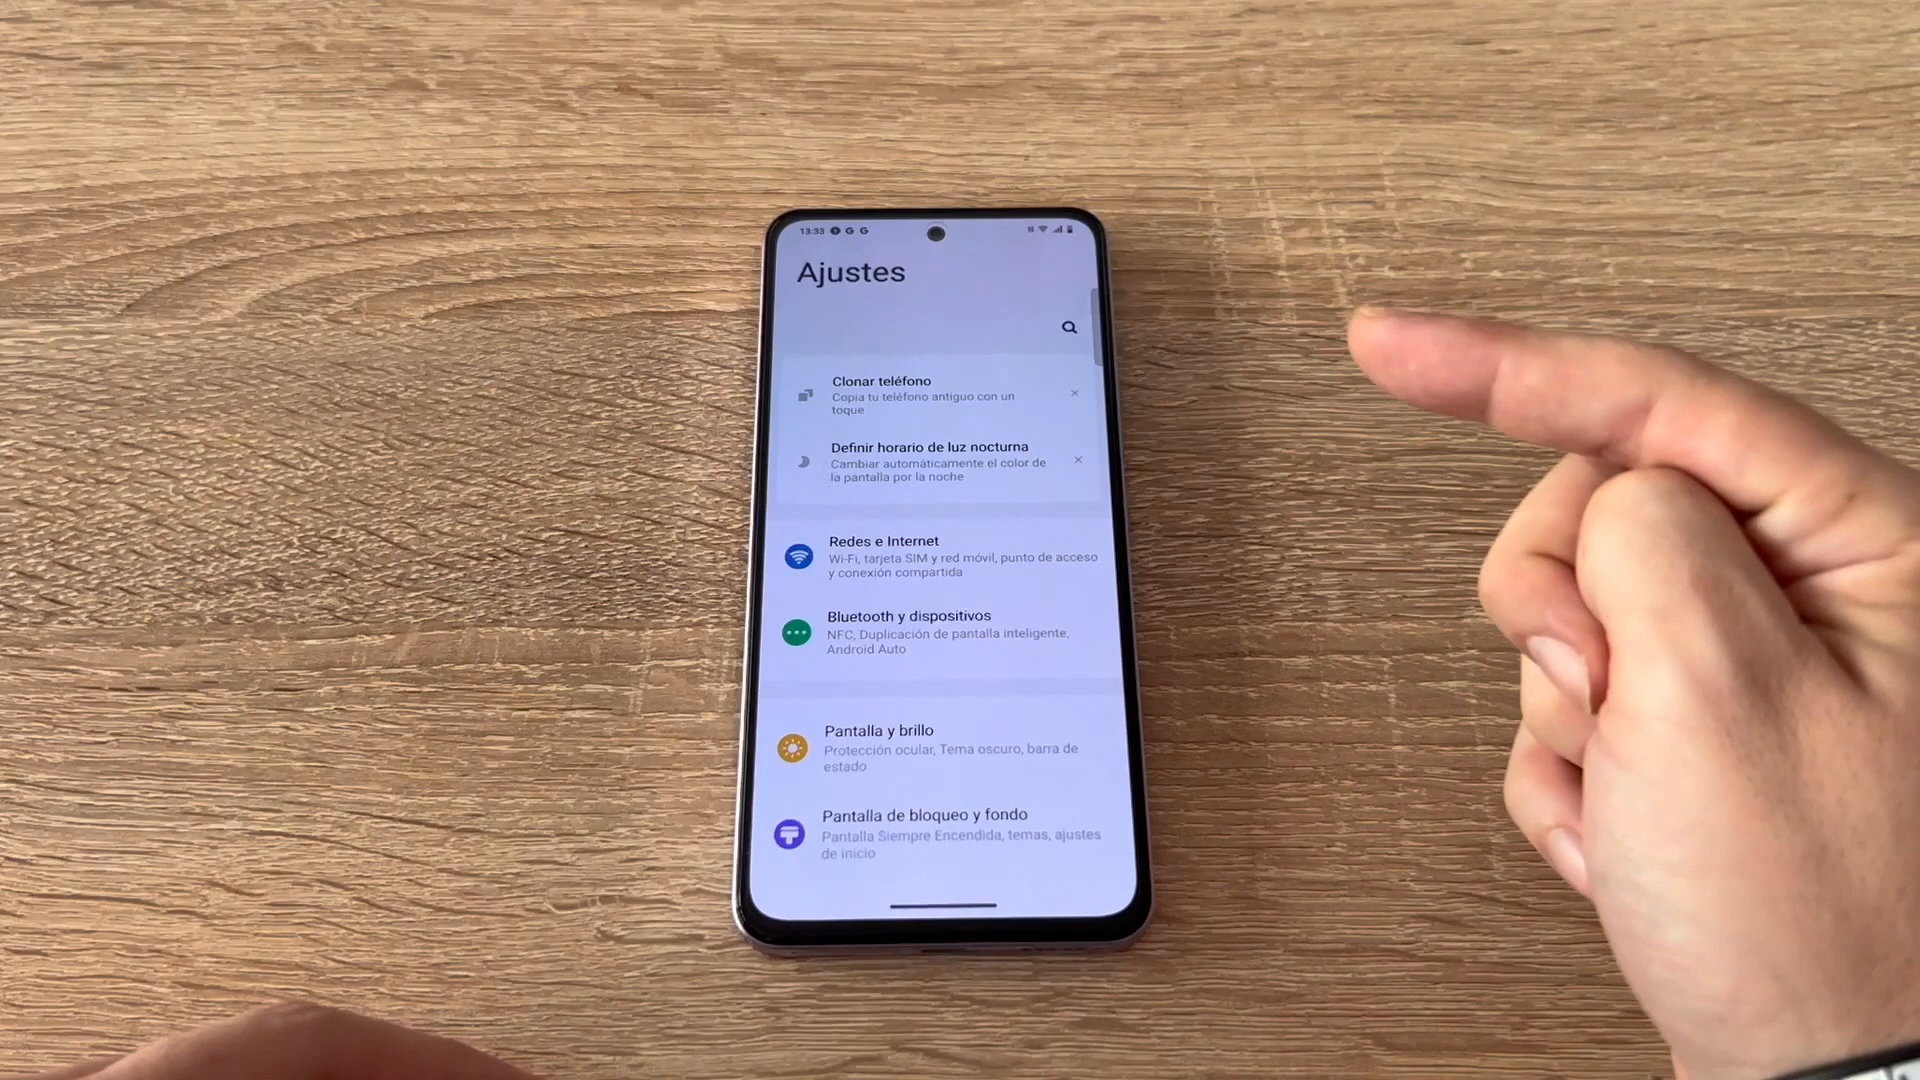 13:33
Ajustes
Clonar teléfono
Copia tu teléfono antiguo con un
toque
Definir horario de luz nocturna
Cambiar automáticamente el color de
la pantalla por la noche
Redes e Internet
Wi-Fi, tarjeta SIM y red móvil, punto de acceso
y conexión compartida
Bluetooth y dispositivos
NFC, Duplicación de pantalla inteligente,
Android Auto
Pantalla y brillo
Protección ocular, Tema oscuro, barra de
estado
Pantalla de bloqueo y fondo
Pantalla Siempre Encendida, temas, ajustes
de inicio